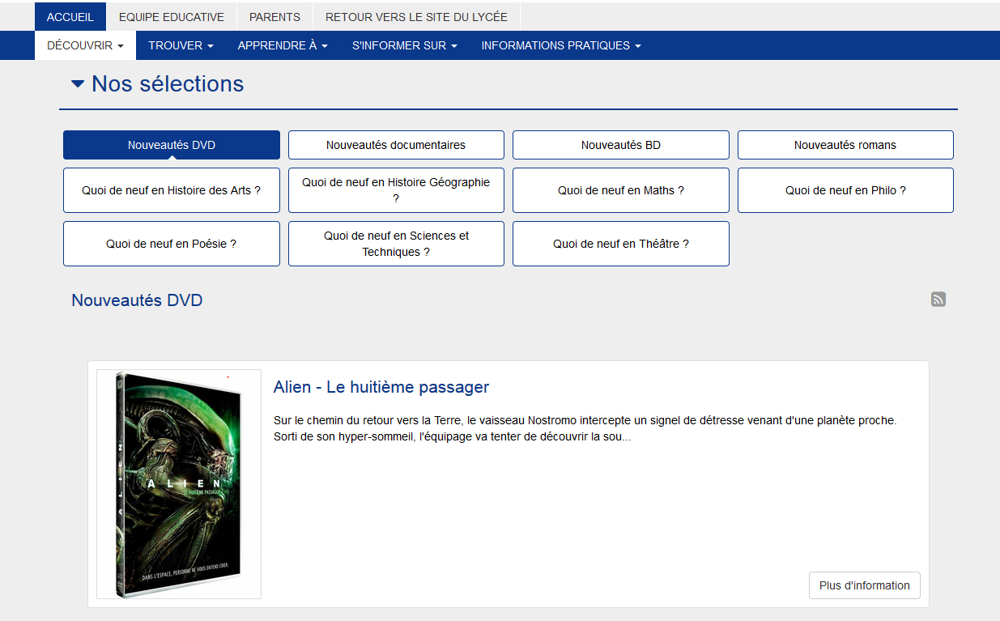 ACCUEIL EQUIPE EDUCATIVE PARENTS RETOUR VERS LE SITE DU LYCÉE
DÉCOUVRIR TROUVER APPRENDRE À S'INFORMER SUR INFORMATIONS PRATIQUES
Nos sélections
Nouveautés DVD Nouveautés documentaires Nouveautés BD Nouveautés romans
Quoi de neuf en Histoire des Arts ?
Quoi de neuf en Histoire Géographie
?
Quoi de neuf en Maths ?
Quoi de neuf en Philo ?
Quoi de neuf en Poésie ?
Quoi de neuf en Sciences et
Techniques ?
Quoi de neuf en Théâtre ?
Nouveautés DVD
Alien - Le huitième passager
Sur le chemin du retour vers la Terre, le vaisseau Nostromo intercepte un signel de détresse venant d'une planète proche.
Sorti de son hyper-sommeil, l'équipage va tenter de découvrir la sou...
ALIEN
ALIEN
LE HUITIÈME PASSAGER
DANS L'ESPACE, PERSONNE NE VOUS ENTEND CRIER.
Plus d'information